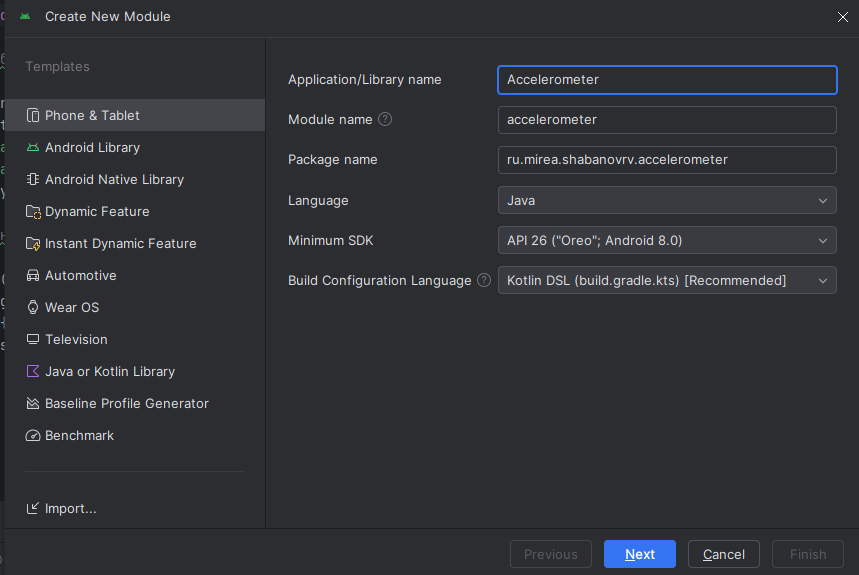 Create New Module
Templates
Phone & Tablet
Android Library
Android Native Library
Dynamic Feature
Instant Dynamic Feature
Automotive
Wear OS
Television
Java or Kotlin Library
Baseline Profile Generator
Benchmark
Import...
Application/Library name
Accelerometer
Module name ?
accelerometer
Package name
ru.mirea.shabanovrv.accelerometer
Language
Java
Minimum SDK
API 26 ("Oreo"; Android 8.0)
Build Configuration Language ?
Kotlin DSL (build.gradle.kts) [Recommended]
Previous
Next
Cancel
Finish